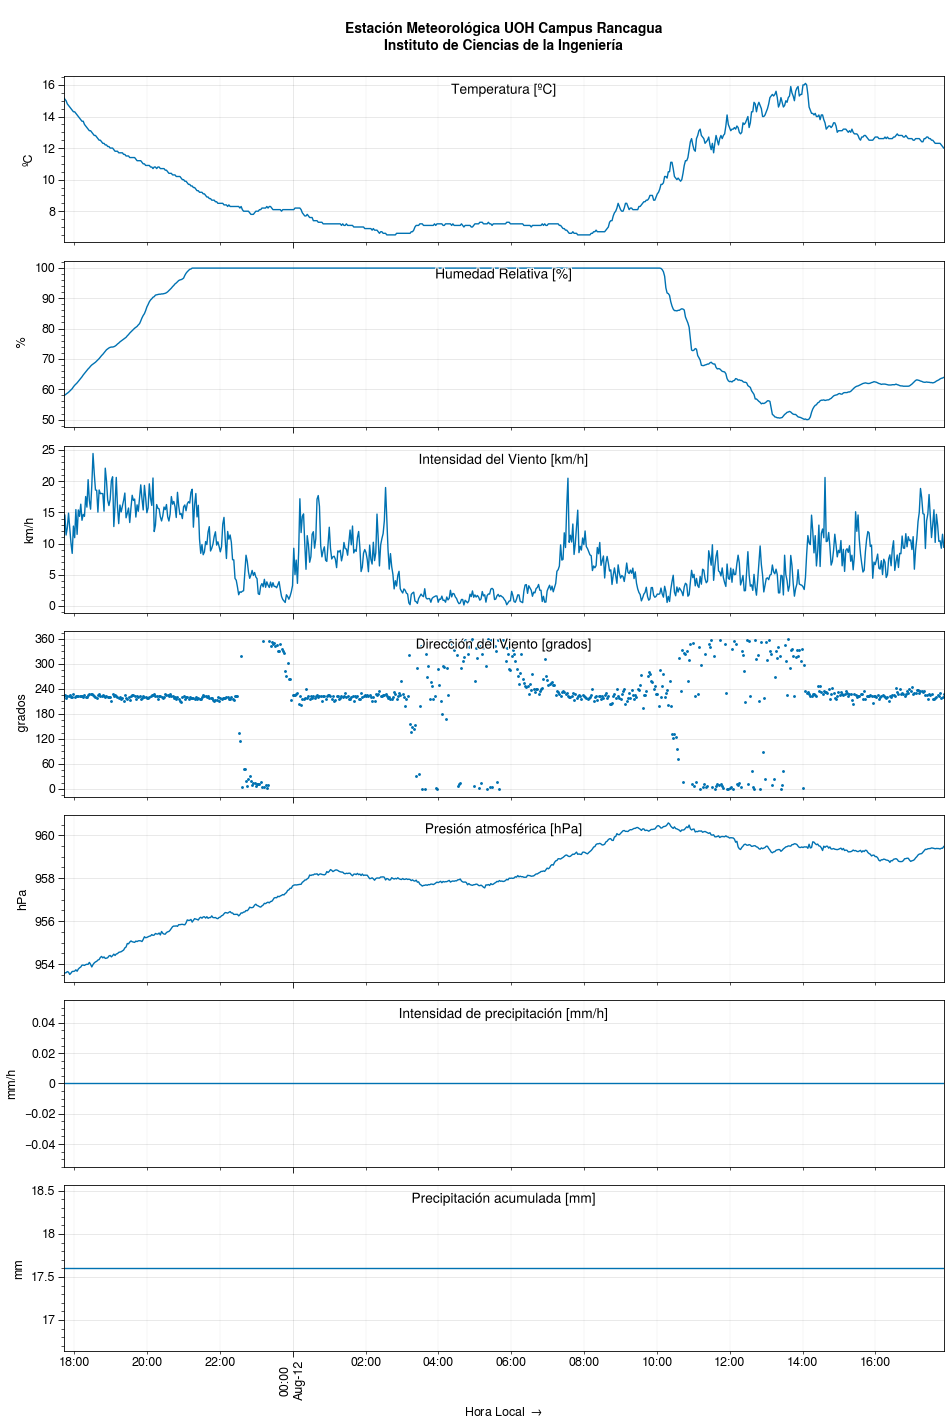 Estación Meteorológica UOH Campus Rancagua
Instituto de Ciencias de la Ingeniería
Temperatura [ºC]
ºC
16
14
12
10
8
Humedad Relativa [%]
%
100
90
80
70
60
50
Intensidad del Viento [km/h]
km/h
25
20
15
10
5
0
Dirección del Viento [grados]
grados
360
300
240
180
120
60
0
Presión atmosférica [hPa]
hPa
960
958
956
954
Intensidad de precipitación [mm/h]
mm/h
0.04
0.02
0
−0.02
−0.04
Precipitación acumulada [mm]
mm
18.5
18
17.5
17
18:00 20:00 22:00 00:00 02:00 04:00 06:00 08:00 10:00 12:00 14:00 16:00
Aug-12
Hora Local →